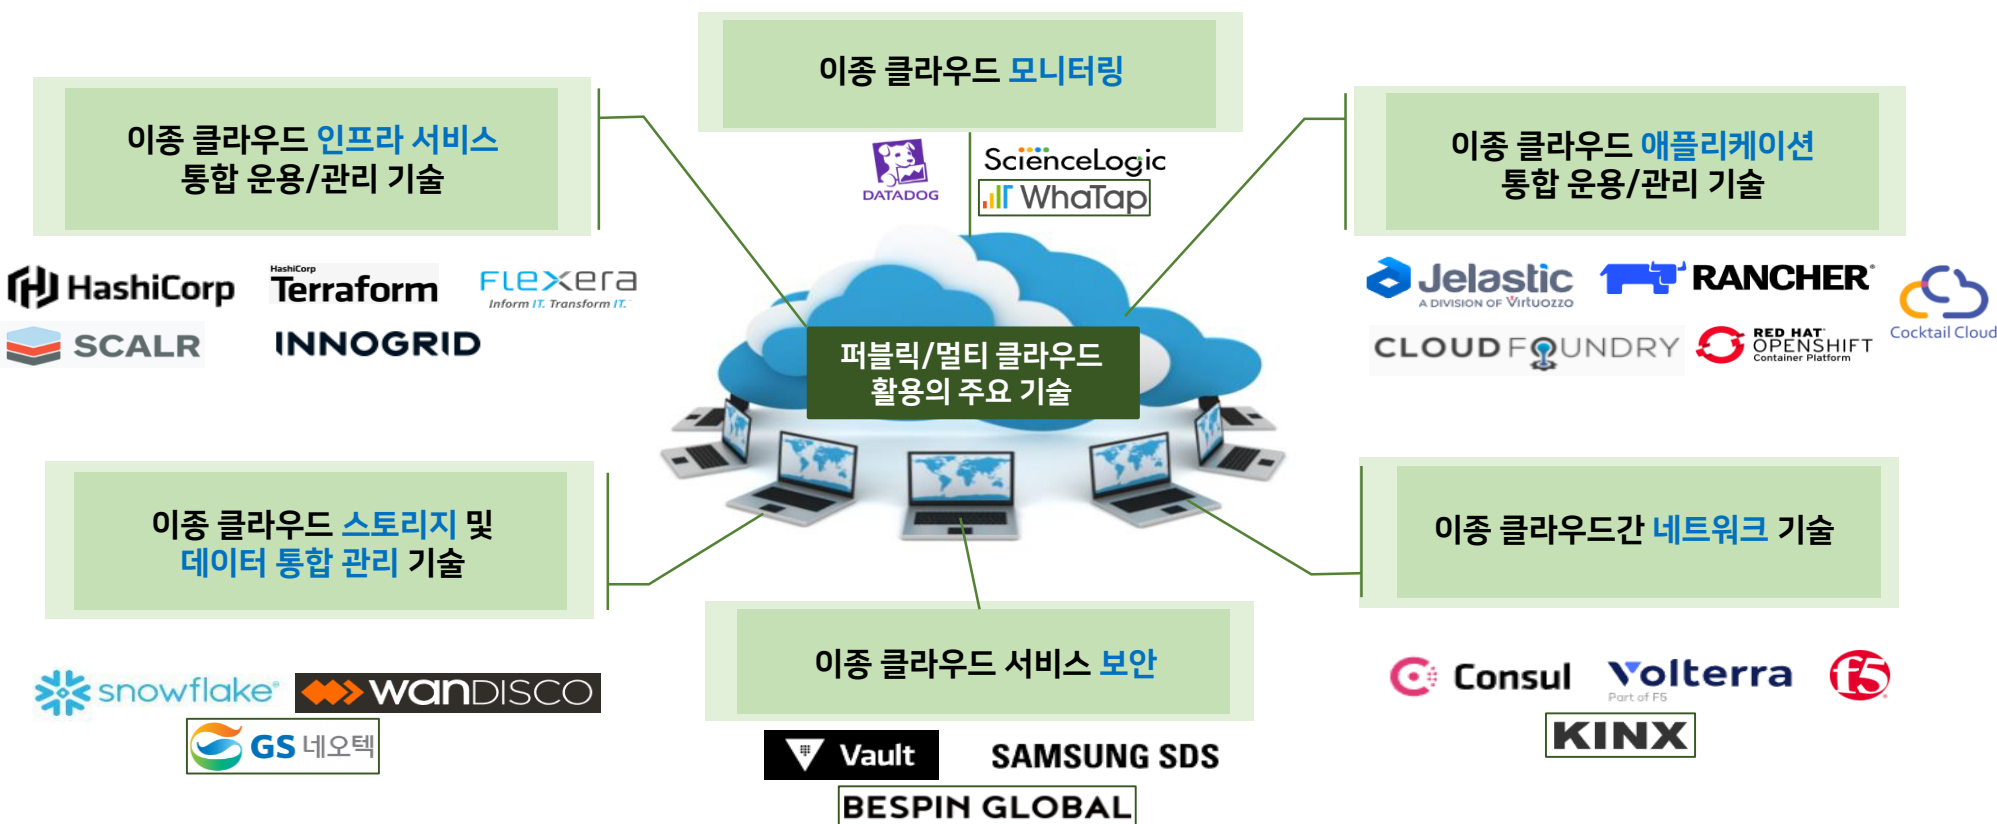 이종 클라우드 모니터링
DATADOG
ScienceLogic
WhaTap
이종 클라우드 인프라 서비스
통합 운용/관리 기술
HashiCorp
HashiCorp
Terraform
FLEXERA
Inform IT. Transform IT.
SCALR
INNOGRID
이종 클라우드 애플리케이션
통합 운용/관리 기술
Jelastic
A DIVISION OF Virtuozzo
RANCHER
Cocktail Cloud
CLOUD FOUNDRY
RED HAT
OPENSHIFT
Container Platform
퍼블릭/멀티 클라우드
활용의 주요 기술
이종 클라우드 스토리지 및
데이터 통합 관리 기술
snowflake
WANDISCO
GS 네오텍
이종 클라우드 서비스 보안
Vault
SAMSUNG SDS
BESPIN GLOBAL
이종 클라우드간 네트워크 기술
Consul
Volterra
Part of F5
f5
KINX